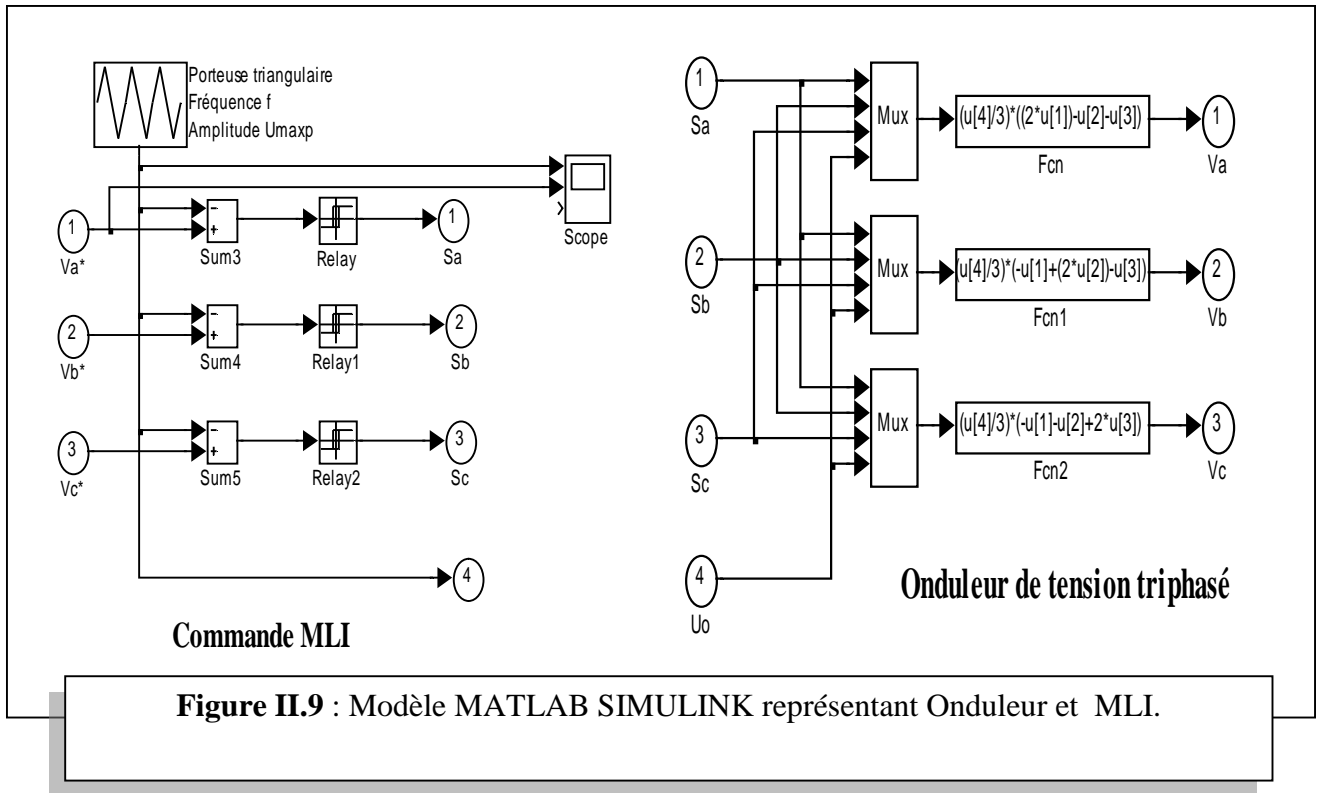 Porteuse triangulaire
Fréquence f
Amplitude Umaxp
Scope
1
Va*
-
+
Sum3
Relay
1
Sa
2
Vb*
-
+
Sum4
Relay1
2
Sb
3
Vc*
-
+
Sum5
Relay2
3
Sc
4
Commande MLI
1
Sa
Mux
(u[4]/3)*((2*u[1])-u[2]-u[3])
Fcn
1
Va
2
Sb
Mux
(u[4]/3)*(-u[1]+(2*u[2])-u[3])
Fcn1
2
Vb
3
Sc
Mux
(u[4]/3)*(-u[1]-u[2]+2*u[3])
Fcn2
3
Vc
4
Uo
Onduleur de tension triphasé
Figure II.9 : Modèle MATLAB SIMULINK représentant Onduleur et MLI.